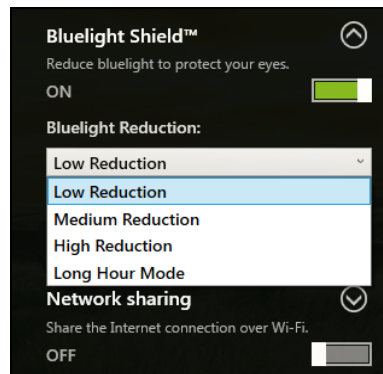 Bluelight Shield™
Reduce bluelight to protect your eyes.
ON
Bluelight Reduction:
Low Reduction
Low Reduction
Medium Reduction
High Reduction
Long Hour Mode
Network sharing
Share the Internet connection over Wi-Fi.
OFF